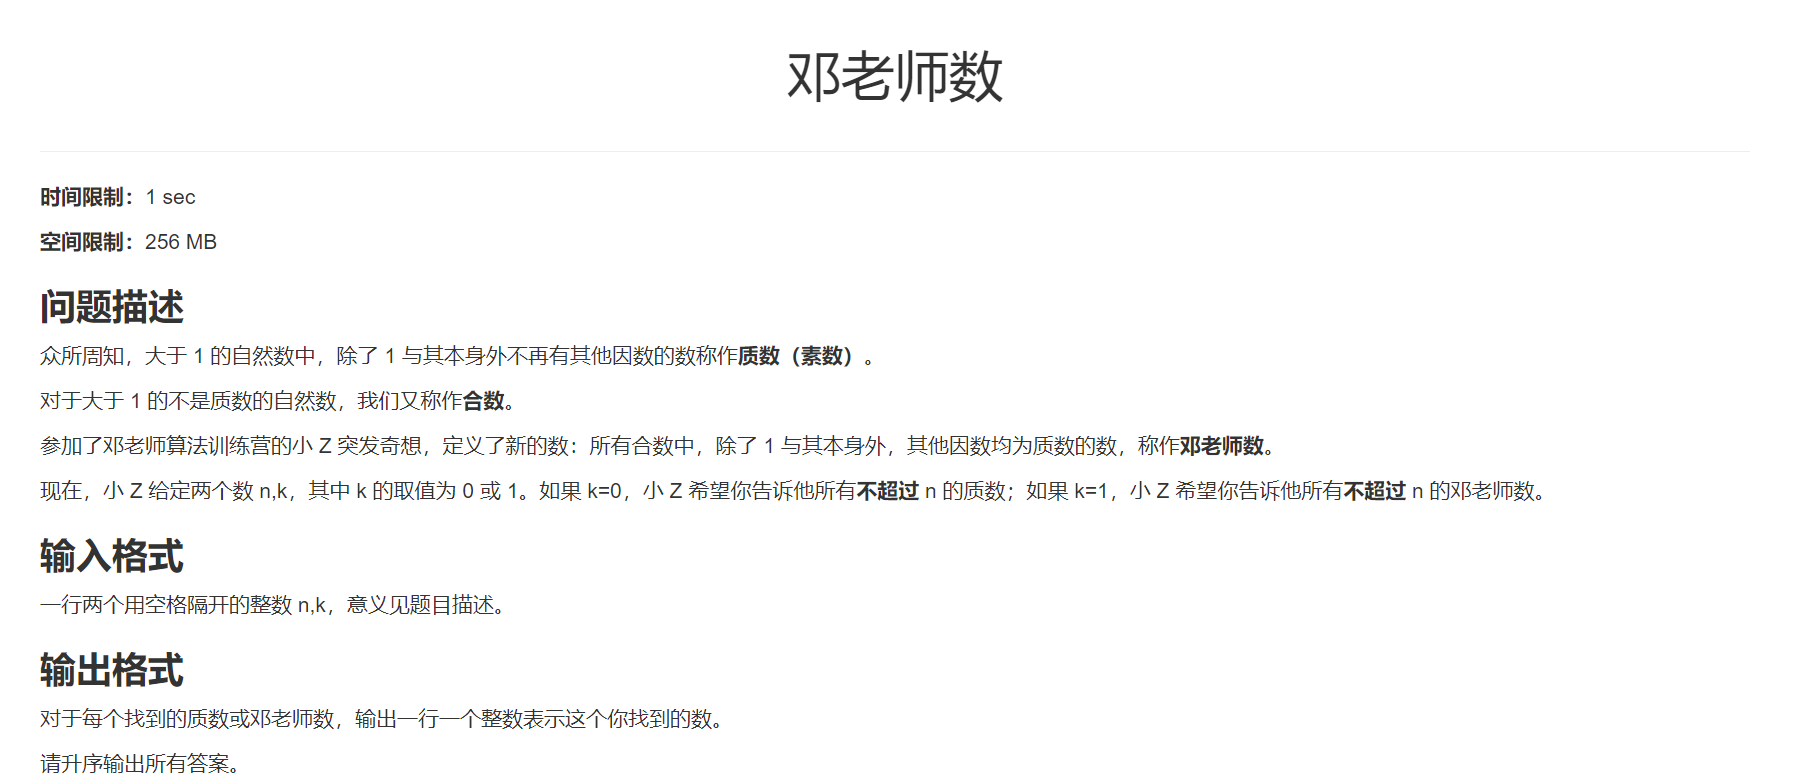 邓老师数
时间限制：1 sec
空间限制：256 MB
问题描述
众所周知，大于 1 的自然数中，除了 1 与其本身外不再有其他因数的数称作质数（素数）。
对于大于 1 的不是质数的自然数，我们又称作合数。
参加了邓老师算法训练营的小 Z 突发奇想，定义了新的数：所有合数中，除了 1 与其本身外，其他因数均为质数的数，称作邓老师数。
现在，小 Z 给定两个数 n,k，其中 k 的取值为 0 或 1。如果 k=0，小 Z 希望你告诉他所有不超过 n 的质数；如果 k=1，小 Z 希望你告诉他所有不超过 n 的邓老师数。
输入格式
一行两个用空格隔开的整数 n,k，意义见题目描述。
输出格式
对于每个找到的质数或邓老师数，输出一行一个整数表示这个你找到的数。
请升序输出所有答案。